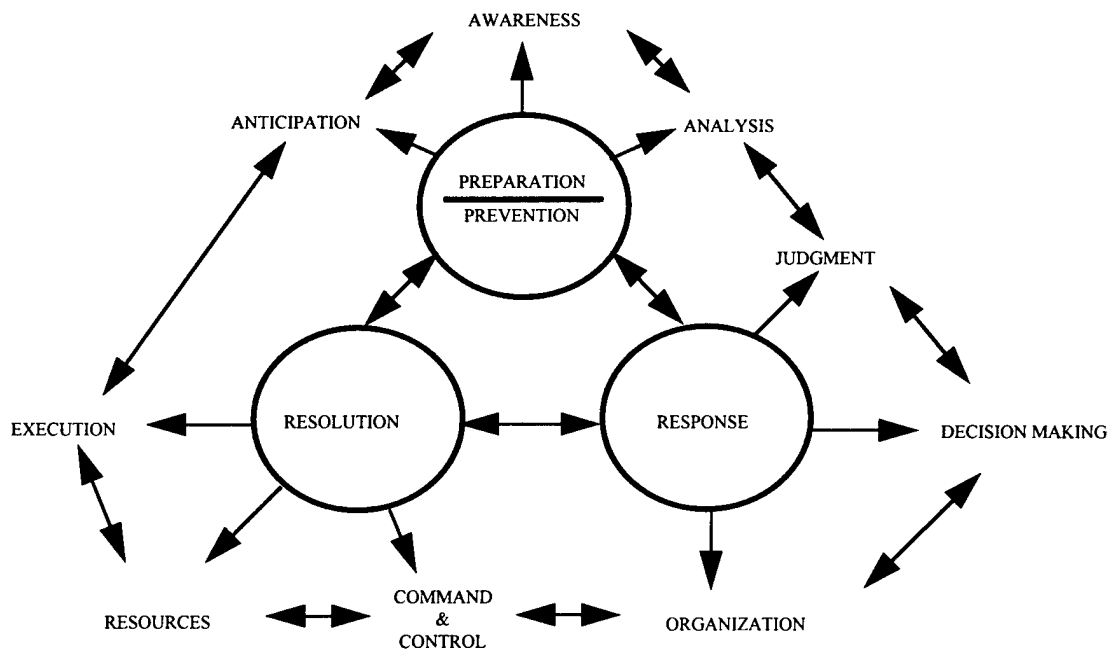 AWARENESS
ANTICIPATION
ANALYSIS
PREPARATION
PREVENTION
JUDGMENT
EXECUTION
RESOLUTION
RESPONSE
DECISION MAKING
RESOURCES
COMMAND
&
CONTROL
ORGANIZATION